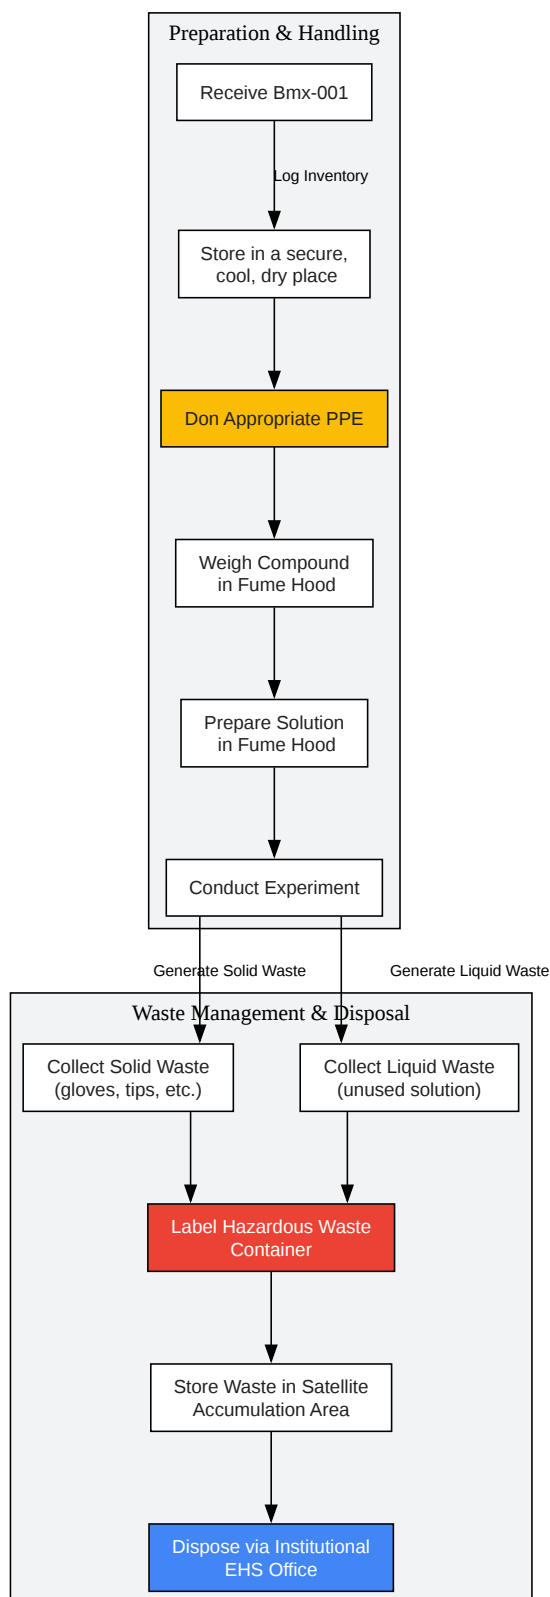 Preparation & Handling
Receive Bmx-001
Log Inventory
Store in a secure,
cool, dry place
Don Appropriate PPE
Weigh Compound
in Fume Hood
Prepare Solution
in Fume Hood
Conduct Experiment
Generate Solid Waste
Generate Liquid Waste
Waste Management & Disposal
Collect Solid Waste
(gloves, tips, etc.)
Collect Liquid Waste
(unused solution)
Label Hazardous Waste
Container
Store Waste in Satellite
Accumulation Area
Dispose via Institutional
EHS Office